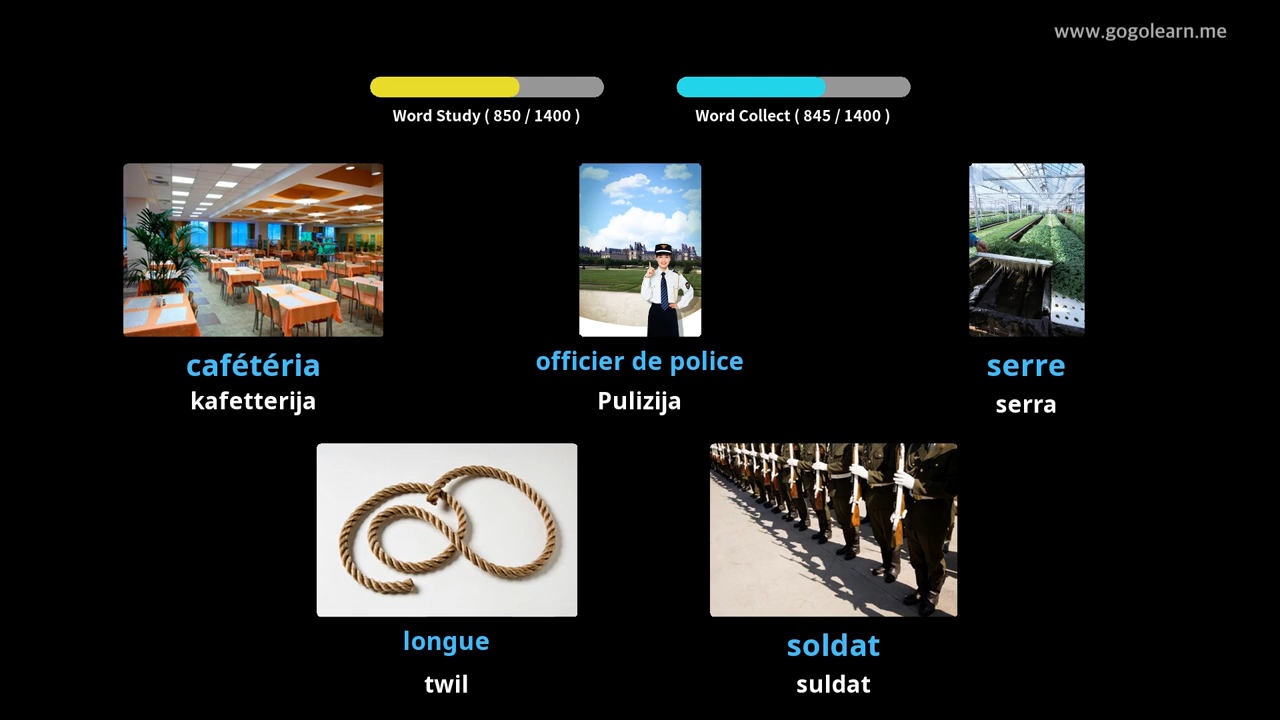 www.gogolearn.me
Word Study ( 850 / 1400 )
Word Collect ( 845 / 1400 )
cafétéria
kafetterija
officier de police
Pulizija
serre
serra
longue
twil
soldat
suldat